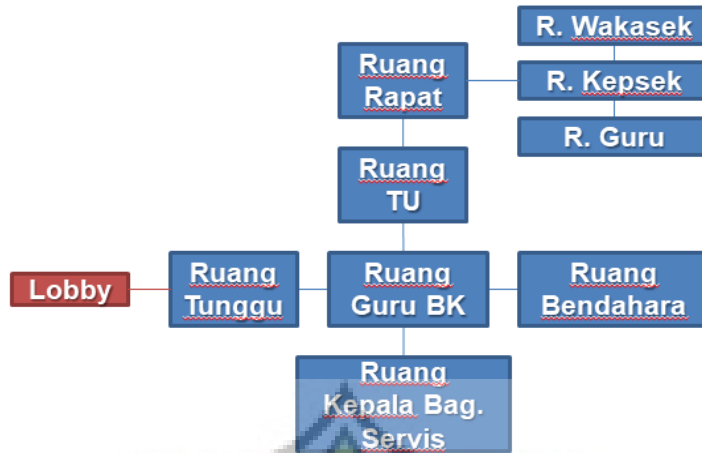 R. Wakasek
Ruang
Rapat
R. Kepsek
R. Guru
Ruang
TU
Lobby
Ruang
Tunggu
Ruang
Guru BK
Ruang
Bendahara
Ruang
Kepala Bag.
Servis